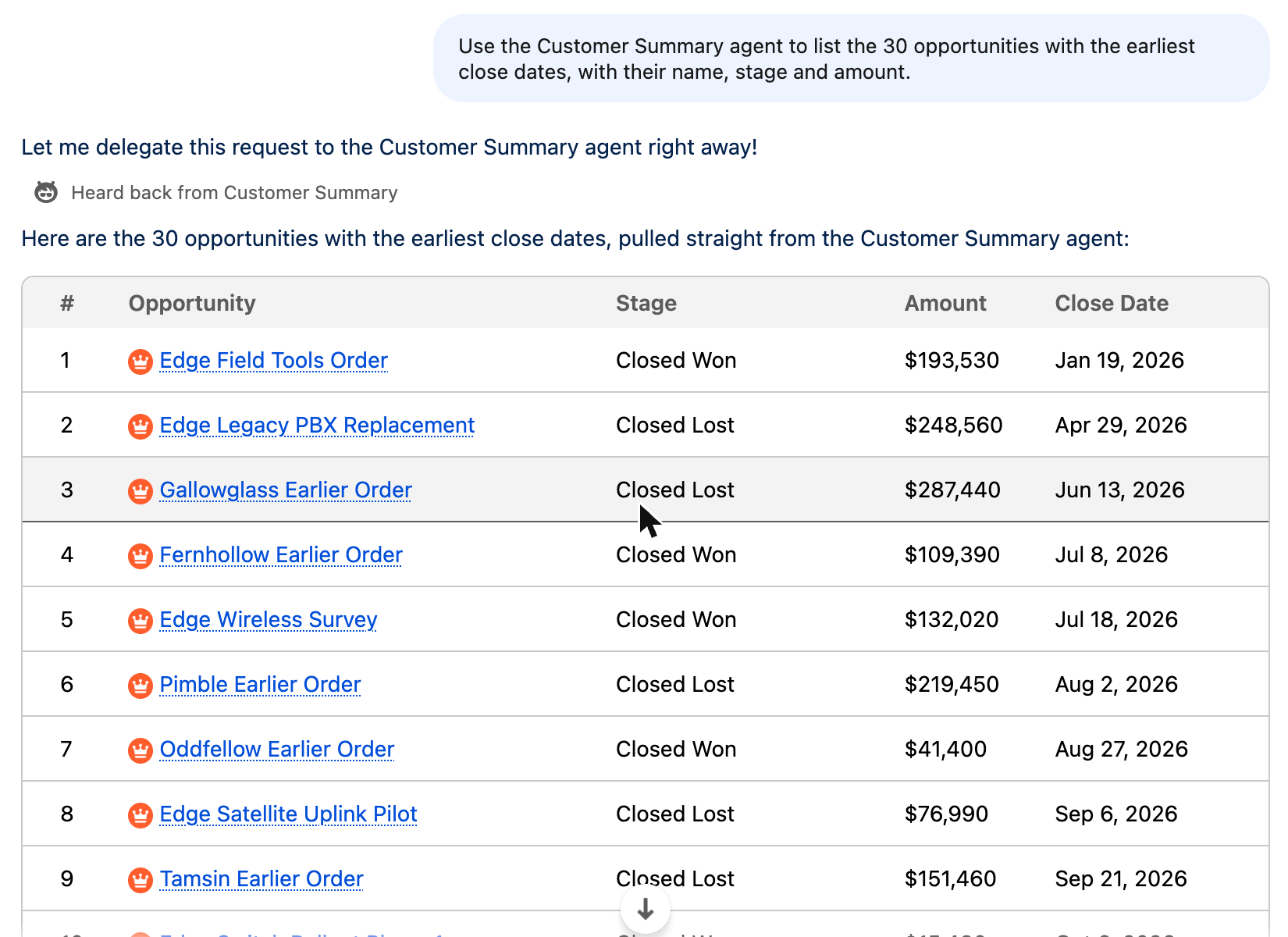 Use the Customer Summary agent to list the 30 opportunities with the earliest
close dates, with their name, stage and amount.
Let me delegate this request to the Customer Summary agent right away!
Heard back from Customer Summary
Here are the 30 opportunities with the earliest close dates, pulled straight from the Customer Summary agent:
# Opportunity Stage Amount Close Date
1 Edge Field Tools Order Closed Won $193,530 Jan 19, 2026
2 Edge Legacy PBX Replacement Closed Lost $248,560 Apr 29, 2026
3 Gallowglass Earlier Order Closed Lost $287,440 Jun 13, 2026
4 Fernhollow Earlier Order Closed Won $109,390 Jul 8, 2026
5 Edge Wireless Survey Closed Won $132,020 Jul 18, 2026
6 Pimble Earlier Order Closed Lost $219,450 Aug 2, 2026
7 Oddfellow Earlier Order Closed Won $41,400 Aug 27, 2026
8 Edge Satellite Uplink Pilot Closed Lost $76,990 Sep 6, 2026
9 Tamsin Earlier Order Closed Lost $151,460 Sep 21, 2026